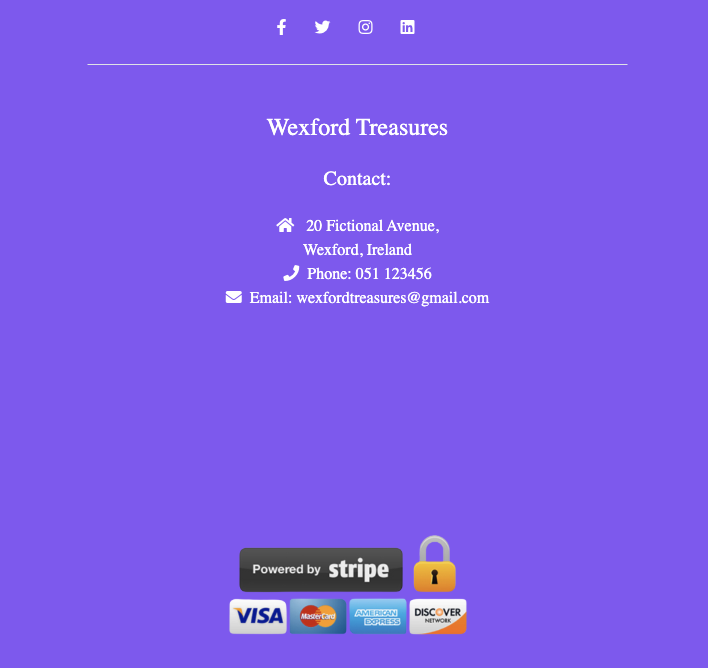 Wexford Treasures
Contact:
20 Fictional Avenue,
Wexford, Ireland
Phone: 051 123456
Email: wexfordtreasures@gmail.com
Powered by stripe
VISA MasterCard AMERICAN EXPRESS DISCOVER NETWORK